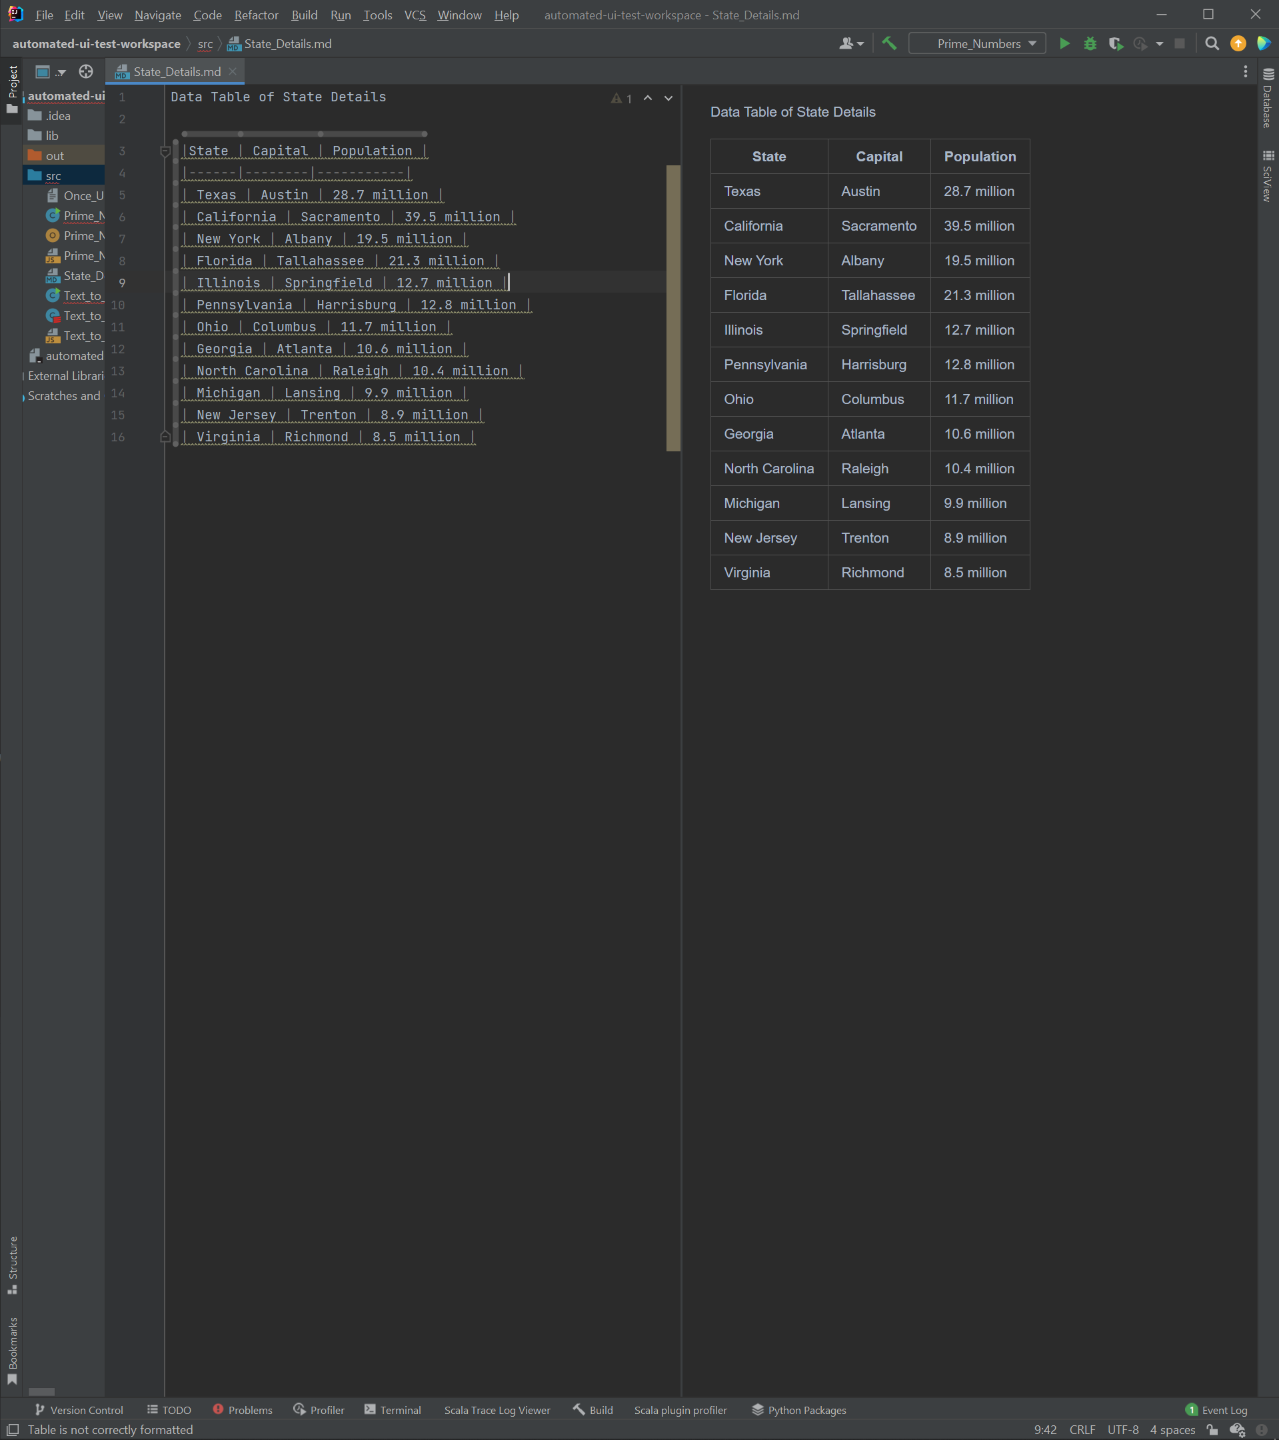 File Edit View Navigate Code Refactor Build Run Tools VCS Window Help automated-ui-test-workspace - State_Details.md
automated-ui-test-workspace src State_Details.md Prime_Numbers
Project
State_Details.md
automated-ui
.idea
lib
out
src
Once_U
Prime_N
Prime_N
Prime_N
State_D
Text_to_
Text_to_
Text_to_
automated
External Librari
Scratches and
1 Data Table of State Details
1
2
3 |State | Capital | Population |
4 |------|--------|-----------|
5 | Texas | Austin | 28.7 million |
6 | California | Sacramento | 39.5 million |
7 | New York | Albany | 19.5 million |
8 | Florida | Tallahassee | 21.3 million |
9 | Illinois | Springfield | 12.7 million |
10 | Pennsylvania | Harrisburg | 12.8 million |
11 | Ohio | Columbus | 11.7 million |
12 | Georgia | Atlanta | 10.6 million |
13 | North Carolina | Raleigh | 10.4 million |
14 | Michigan | Lansing | 9.9 million |
15 | New Jersey | Trenton | 8.9 million |
16 | Virginia | Richmond | 8.5 million |
Data Table of State Details
State Capital Population
Texas Austin 28.7 million
California Sacramento 39.5 million
New York Albany 19.5 million
Florida Tallahassee 21.3 million
Illinois Springfield 12.7 million
Pennsylvania Harrisburg 12.8 million
Ohio Columbus 11.7 million
Georgia Atlanta 10.6 million
North Carolina Raleigh 10.4 million
Michigan Lansing 9.9 million
New Jersey Trenton 8.9 million
Virginia Richmond 8.5 million
Database
SciView
Structure
Bookmarks
Version Control TODO Problems Profiler Terminal Scala Trace Log Viewer Build Scala plugin profiler Python Packages 1 Event Log
Table is not correctly formatted 9:42 CRLF UTF-8 4 spaces